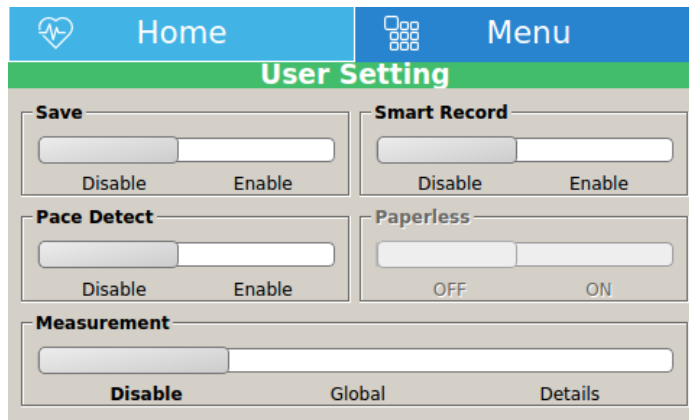 Home Menu
User Setting
Save Smart Record
Disable Enable Disable Enable
Pace Detect Paperless
Disable Enable OFF ON
Measurement
Disable Global Details